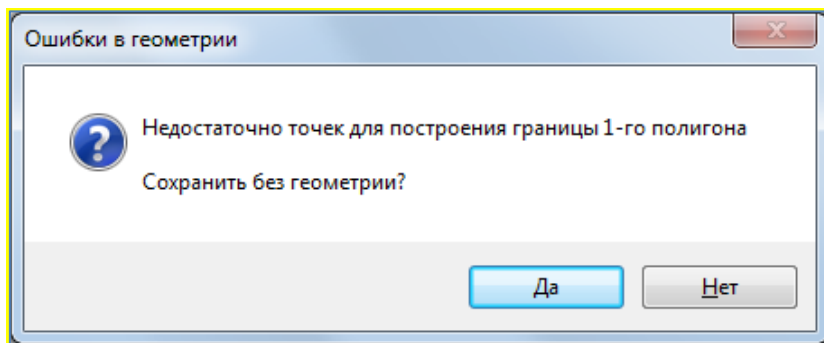 Ошибки в геометрии
Недостаточно точек для построения границы 1-го полигона
Сохранить без геометрии?
Да
Нет